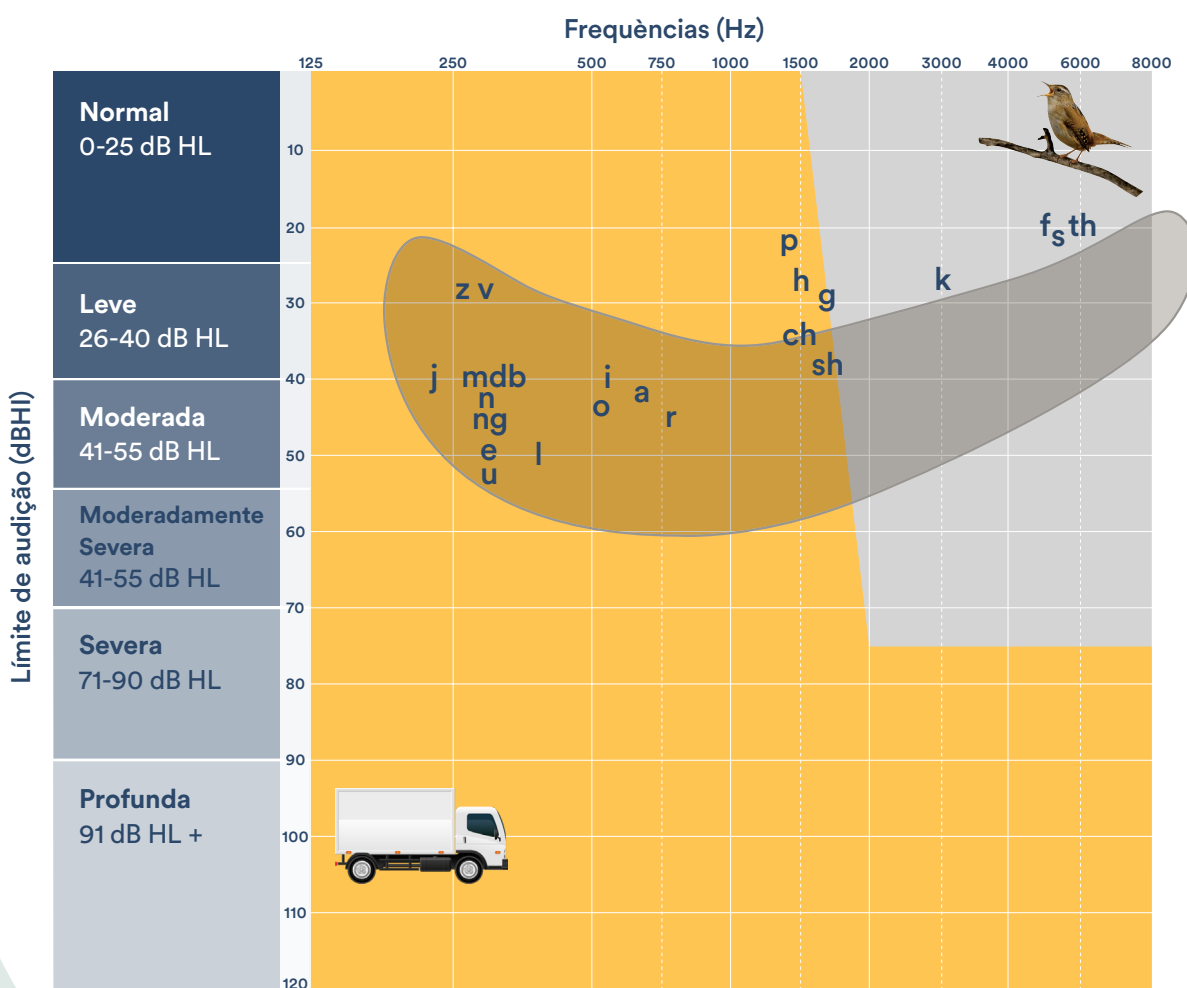 Frequèncias (Hz)
125 250 500 750 1000 1500 2000 3000 4000 6000 8000
Normal
0-25 dB HL
Leve
26-40 dB HL
Moderada
41-55 dB HL
Moderadamente
Severa
41-55 dB HL
Severa
71-90 dB HL
Profunda
91 dB HL +
Límite de audição (dBHI)
10
20
30
40
50
60
70
80
90
100
110
120
f s th
p
h g k
z v
ch
sh
j mdb i
n o a
ng r
e l
u